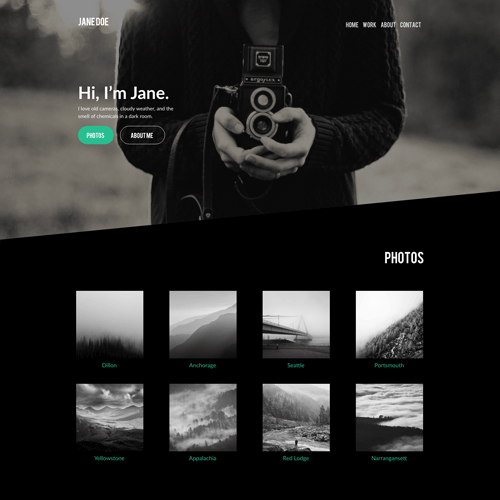 JANE DOE
HOME WORK ABOUT CONTACT
Hi, I'm Jane.
I love old cameras, cloudy weather, and the
smell of chemicals in a dark room.
PHOTOS ABOUT ME
PHOTOS
Dillon Anchorage Seattle Portsmouth
Yellowstone Appalachia Red Lodge Narrangansett